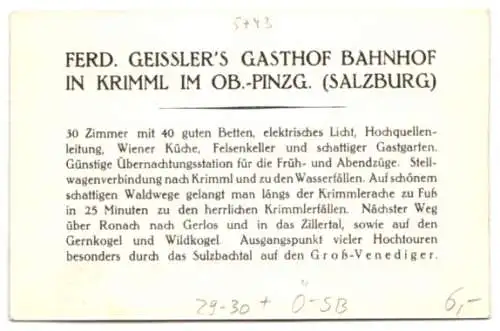 5+43
FERD. GEISSLER'S GASTHOF BAHNHOF
IN KRIMML IM OB.-PINZG. (SALZBURG)
30 Zimmer mit 40 guten Betten, elektrisches Licht, Hochquellen-
leitung, Wiener Küche, Felsenkeller und schattiger Gastgarten.
Günstige Übernachtungsstation für die Früh- und Abendzüge. Stell-
wagenverbindung nach Krimml und zu den Wasserfällen. Auf schönem
schattigen Waldwege gelangt man längs der Krimmlerache zu Fuß
in 25 Minuten zu den herrlichen Krimmlerfällen. Nächster Weg
über Ronach nach Gerlos und in das Zillertal, sowie auf den
Gernkogel und Wildkogel. Ausgangspunkt vieler Hochtouren
besonders durch das Sulzbachtal auf den Groß-Venediger.
29-30+ Ö-SB 6,-